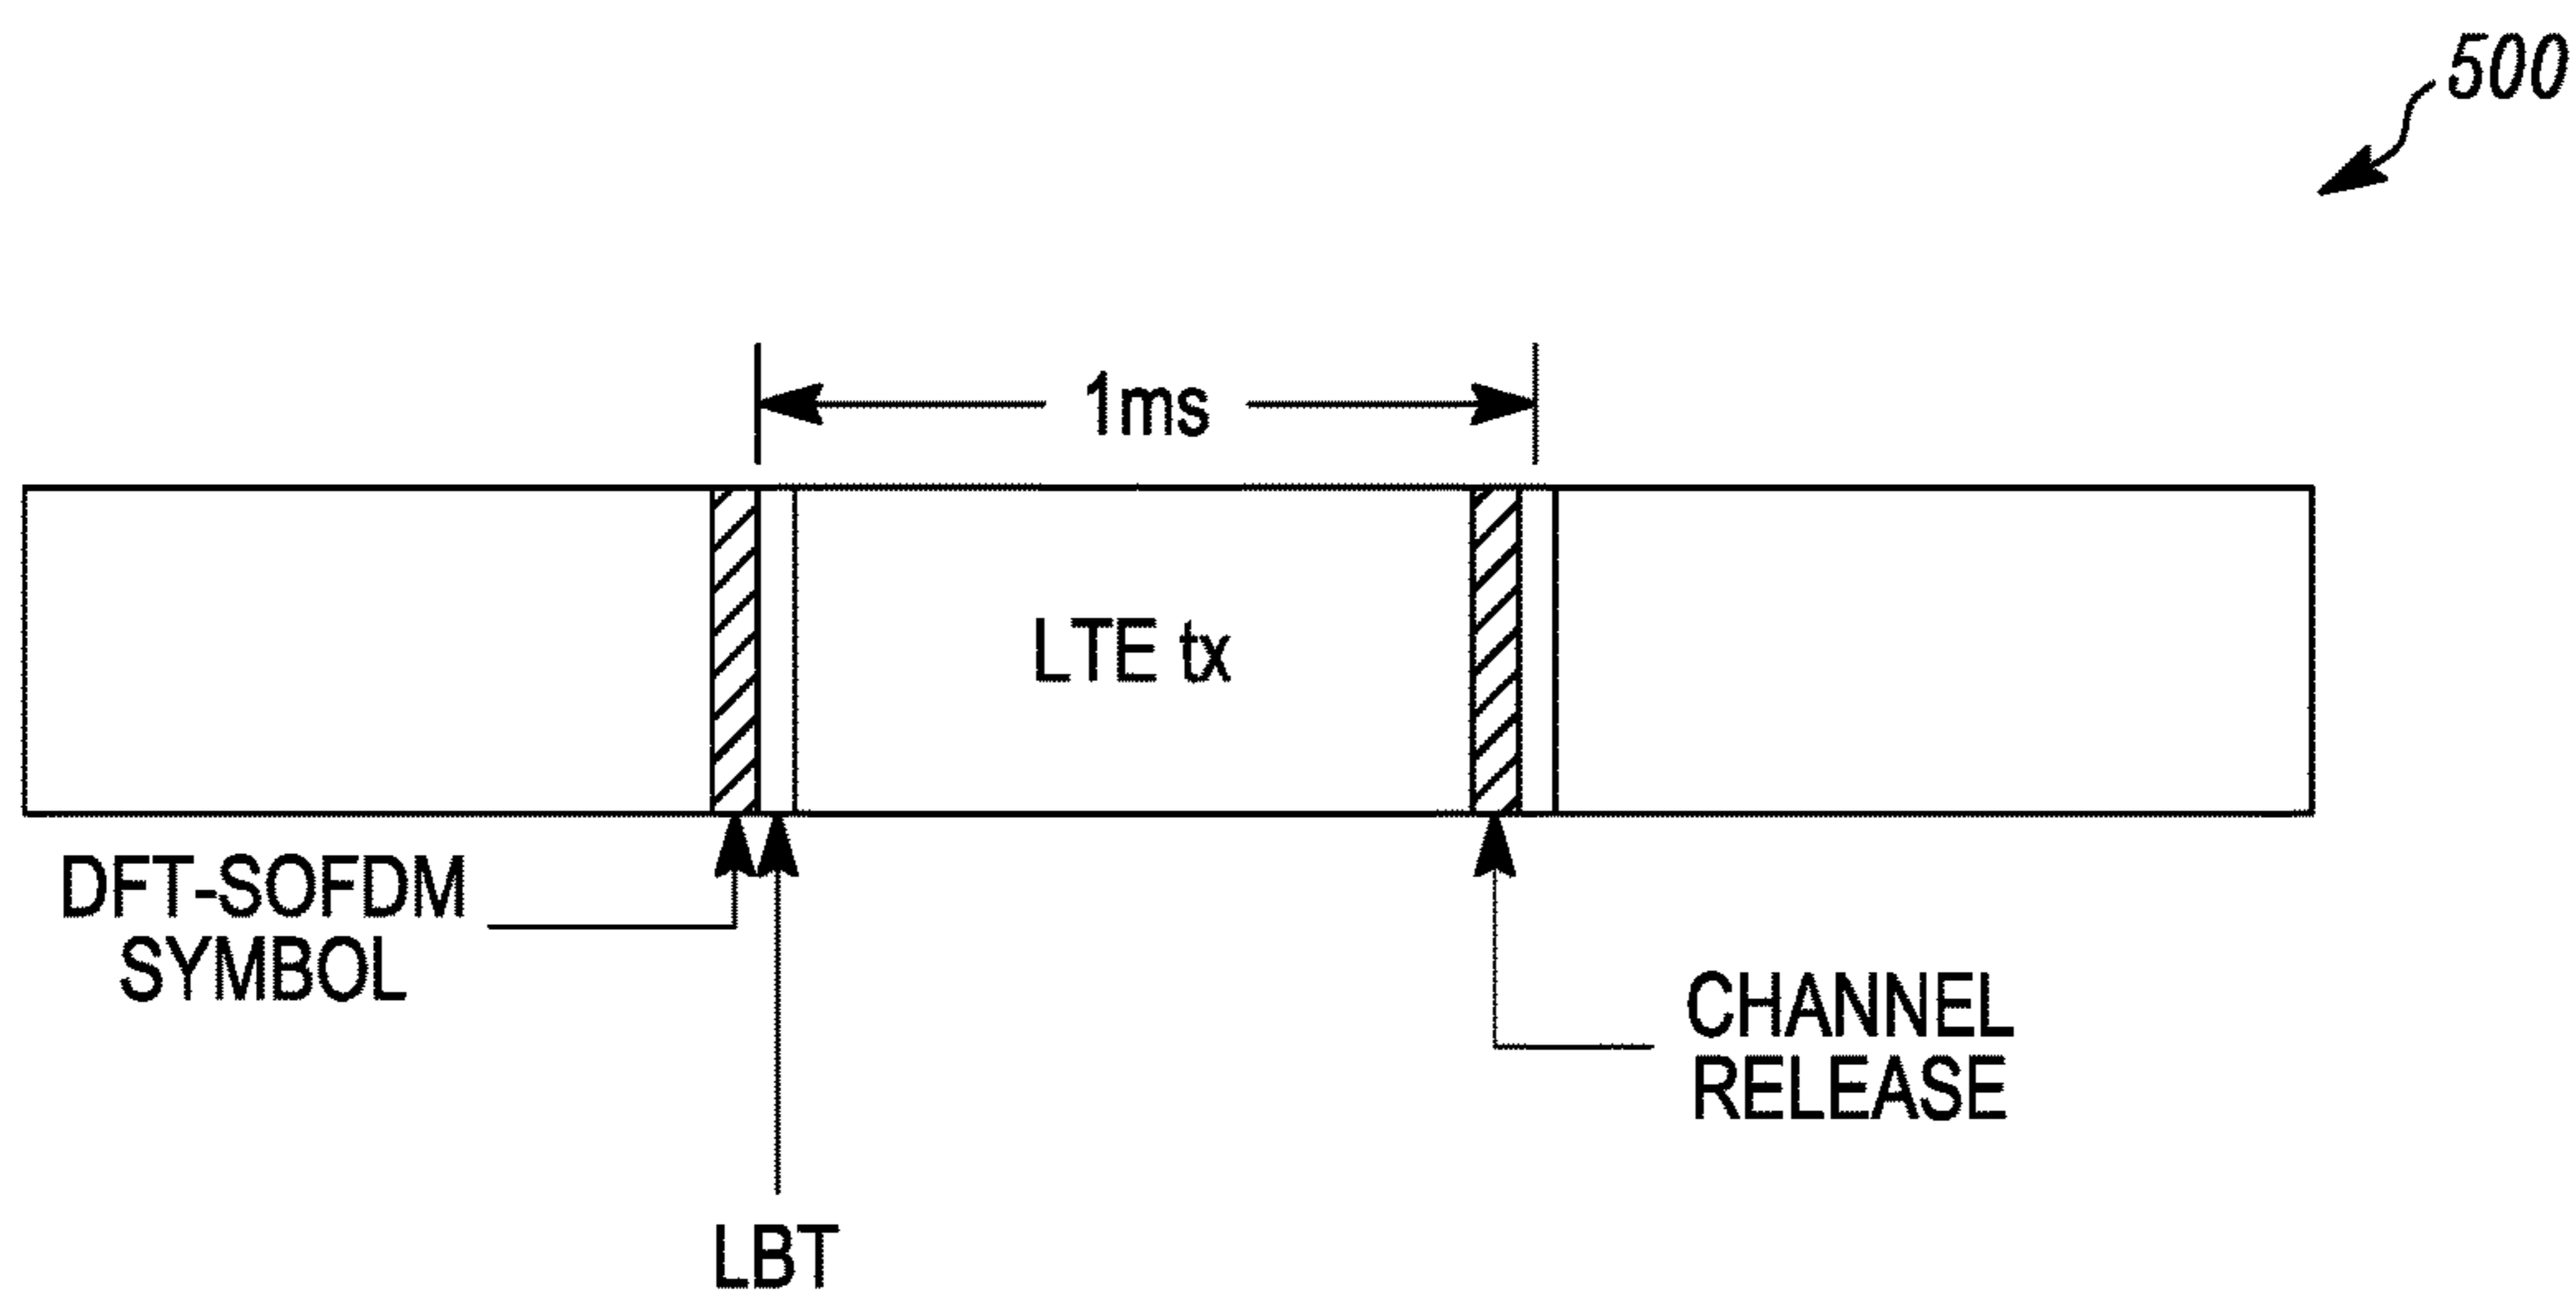 500
1ms
LTE tx
DFT-SOFDM
SYMBOL
CHANNEL
RELEASE
LBT